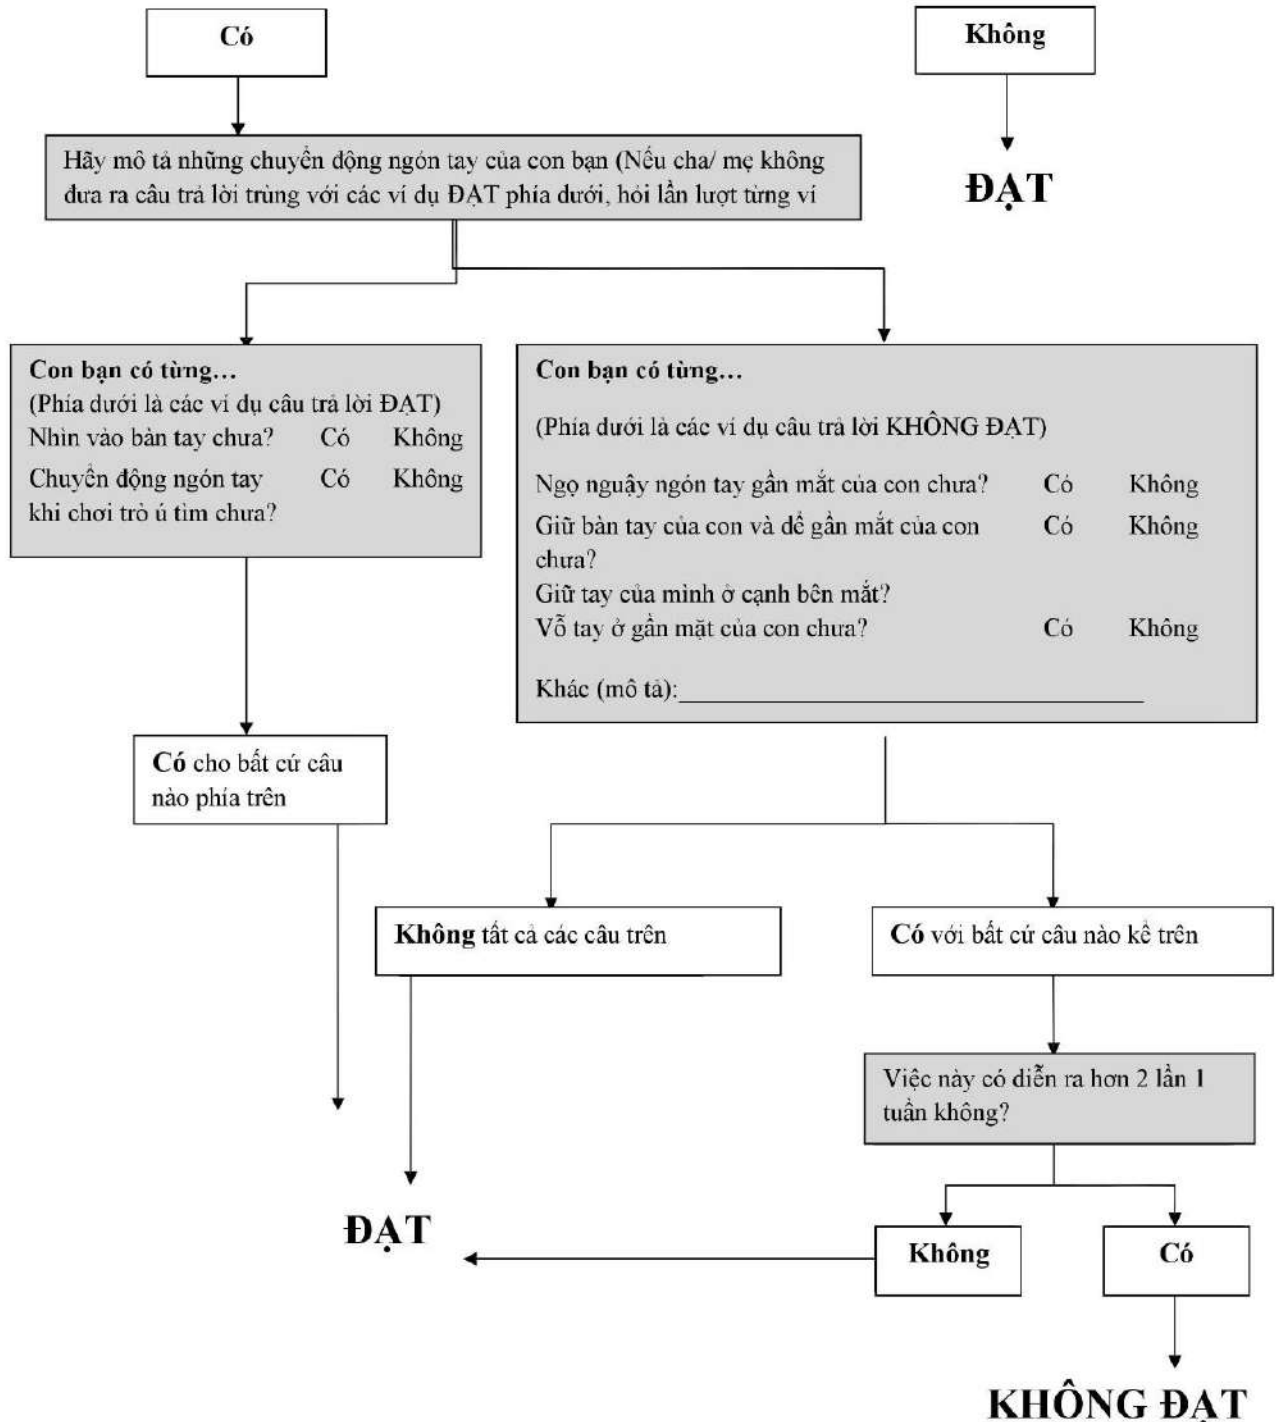 Có
Không
Hãy mô tả những chuyển động ngón tay của con bạn (Nếu cha/ mẹ không
đưa ra câu trả lời trùng với các ví dụ ĐẠT phía dưới, hỏi lần lượt từng ví
ĐẠT
Con bạn có từng…
(Phía dưới là các ví dụ câu trả lời ĐẠT)
Nhìn vào bàn tay chưa? Có Không
Chuyển động ngón tay Có Không
khi chơi trò ú tìm chưa?
Con bạn có từng…
(Phía dưới là các ví dụ câu trả lời KHÔNG ĐẠT)
Ngọ nguậy ngón tay gần mắt của con chưa? Có Không
Giữ bàn tay của con và để gần mắt của con Có Không
chưa?
Giữ tay của mình ở cạnh bên mắt?
Vỗ tay ở gần mặt của con chưa? Có Không
Khác (mô tả):
Có cho bất cứ câu
nào phía trên
Không tất cả các câu trên
Có với bất cứ câu nào kể trên
Việc này có diễn ra hơn 2 lần 1
tuần không?
ĐẠT
Không
Có
KHÔNG ĐẠT